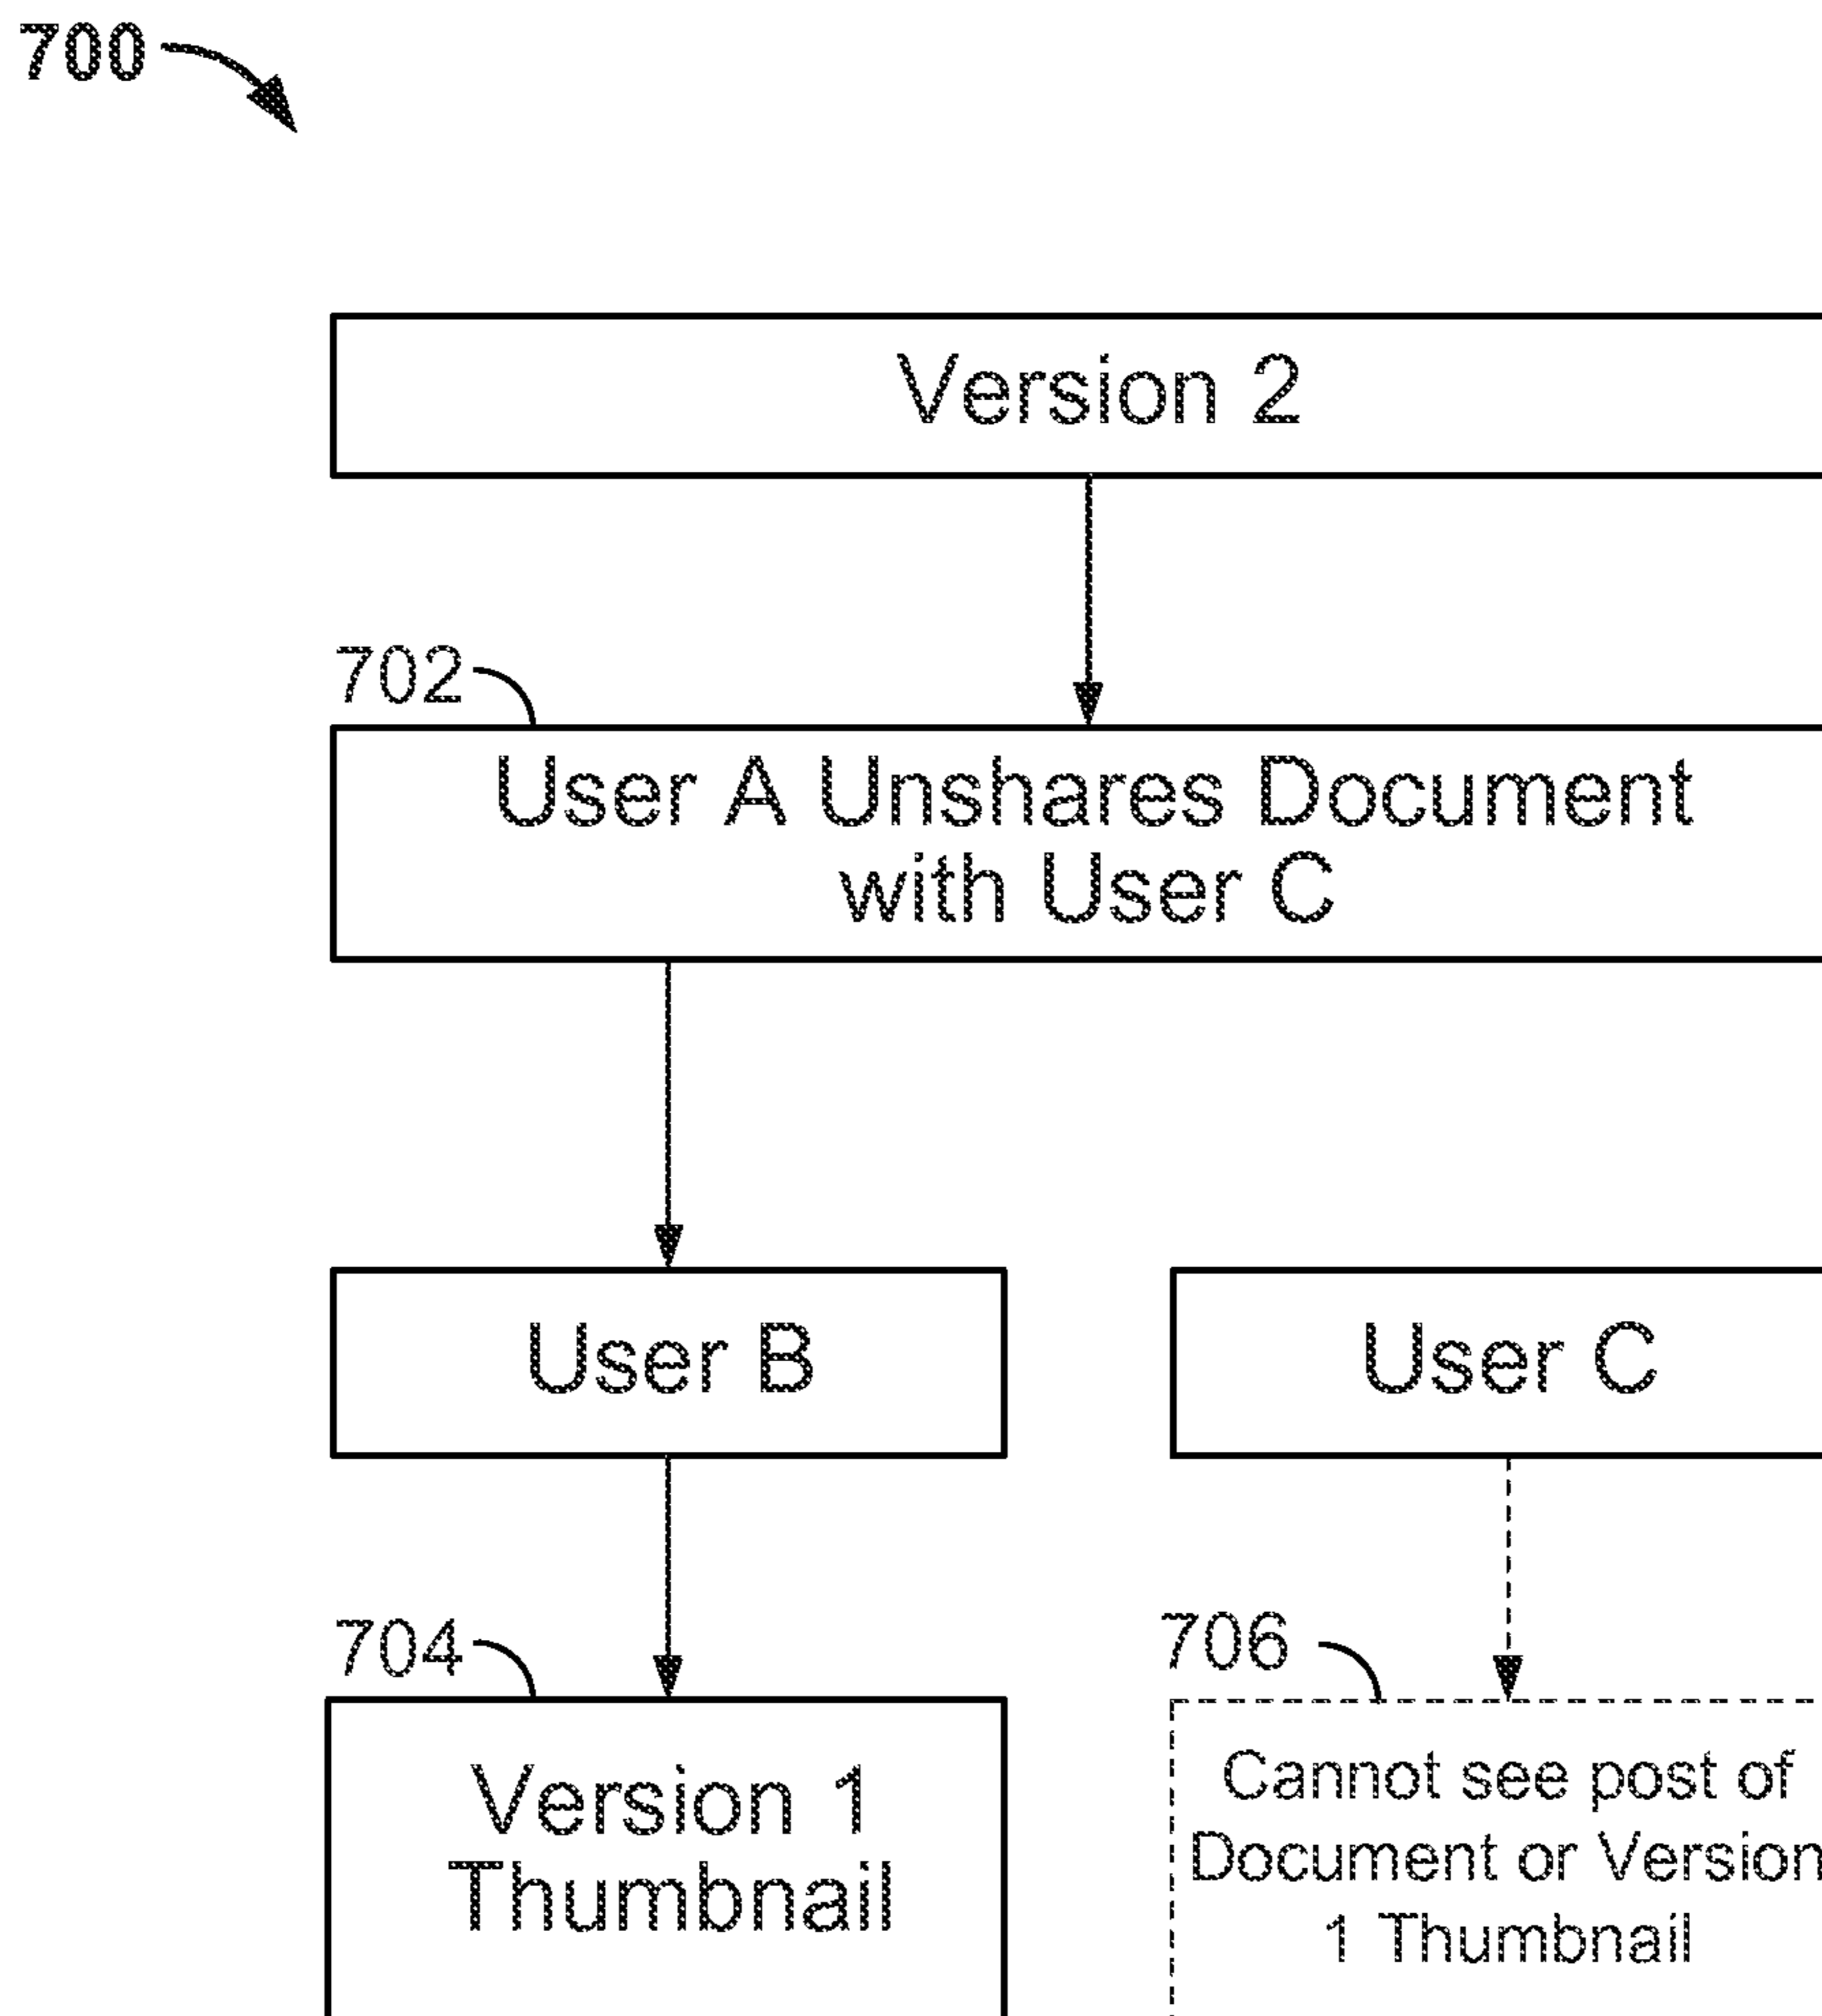 700
Version 2
702
User A Unshares Document
with User C
User B
User C
704
706
Version 1
Thumbnail
Cannot see post of
Document or Version
1 Thumbnail